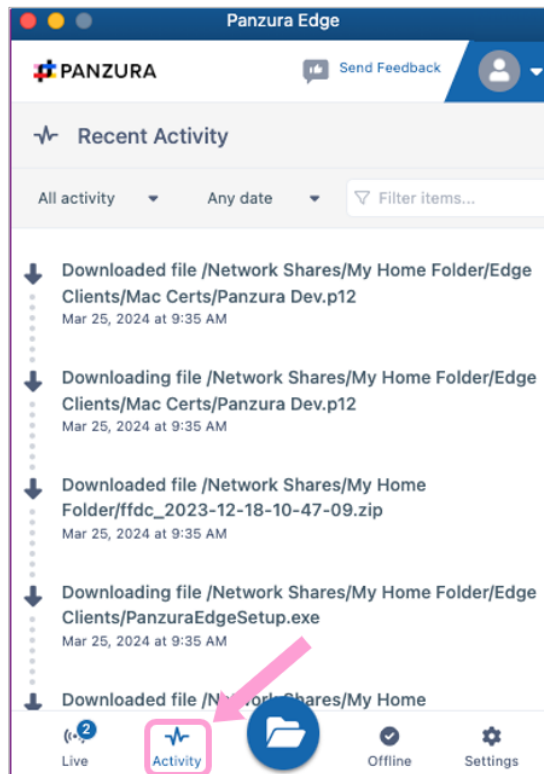 Panzura Edge
PANZURA
Send Feedback
Recent Activity
All activity
Any date
Filter items...
Downloaded file /Network Shares/My Home Folder/Edge
Clients/Mac Certs/Panzura Dev.p12
Mar 25, 2024 at 9:35 AM
Downloading file /Network Shares/My Home Folder/Edge
Clients/Mac Certs/Panzura Dev.p12
Mar 25, 2024 at 9:35 AM
Downloaded file /Network Shares/My Home
Folder/ffdc_2023-12-18-10-47-09.zip
Mar 25, 2024 at 9:35 AM
Downloading file /Network Shares/My Home Folder/Edge
Clients/PanzuraEdgeSetup.exe
Mar 25, 2024 at 9:35 AM
Downloaded file /Network Shares/My Home
2
Live
Activity
Offline
Settings